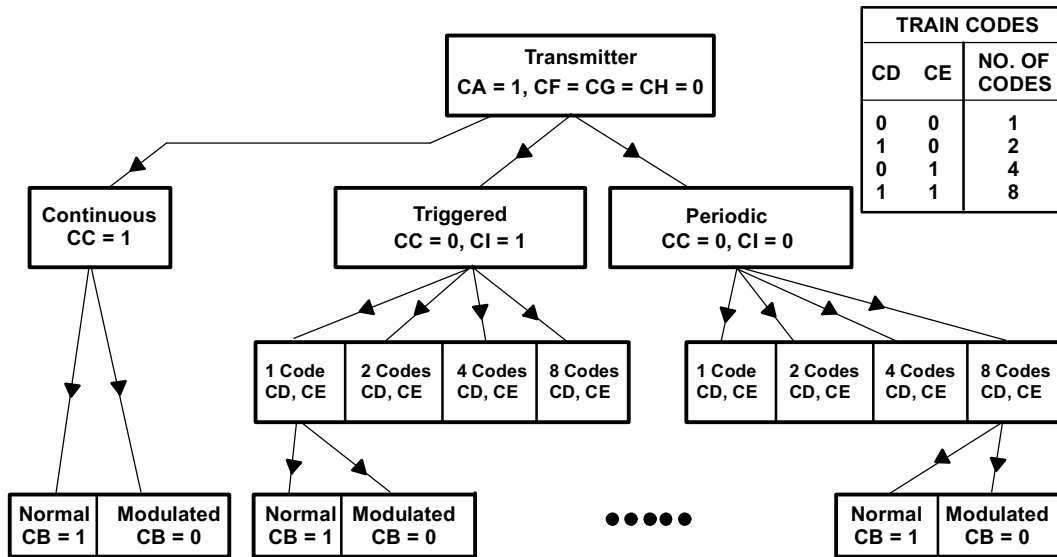 Transmitter
CA = 1, CF = CG = CH = 0
TRAIN CODES
CD CE NO. OF CODES
0 0 1
1 0 2
0 1 4
1 1 8
Continuous
CC = 1
Triggered
CC = 0, CI = 1
Periodic
CC = 0, CI = 0
1 Code
CD, CE
2 Codes
CD, CE
4 Codes
CD, CE
8 Codes
CD, CE
1 Code
CD, CE
2 Codes
CD, CE
4 Codes
CD, CE
8 Codes
CD, CE
Normal
CB = 1
Modulated
CB = 0
Normal
CB = 1
Modulated
CB = 0
Normal
CB = 1
Modulated
CB = 0